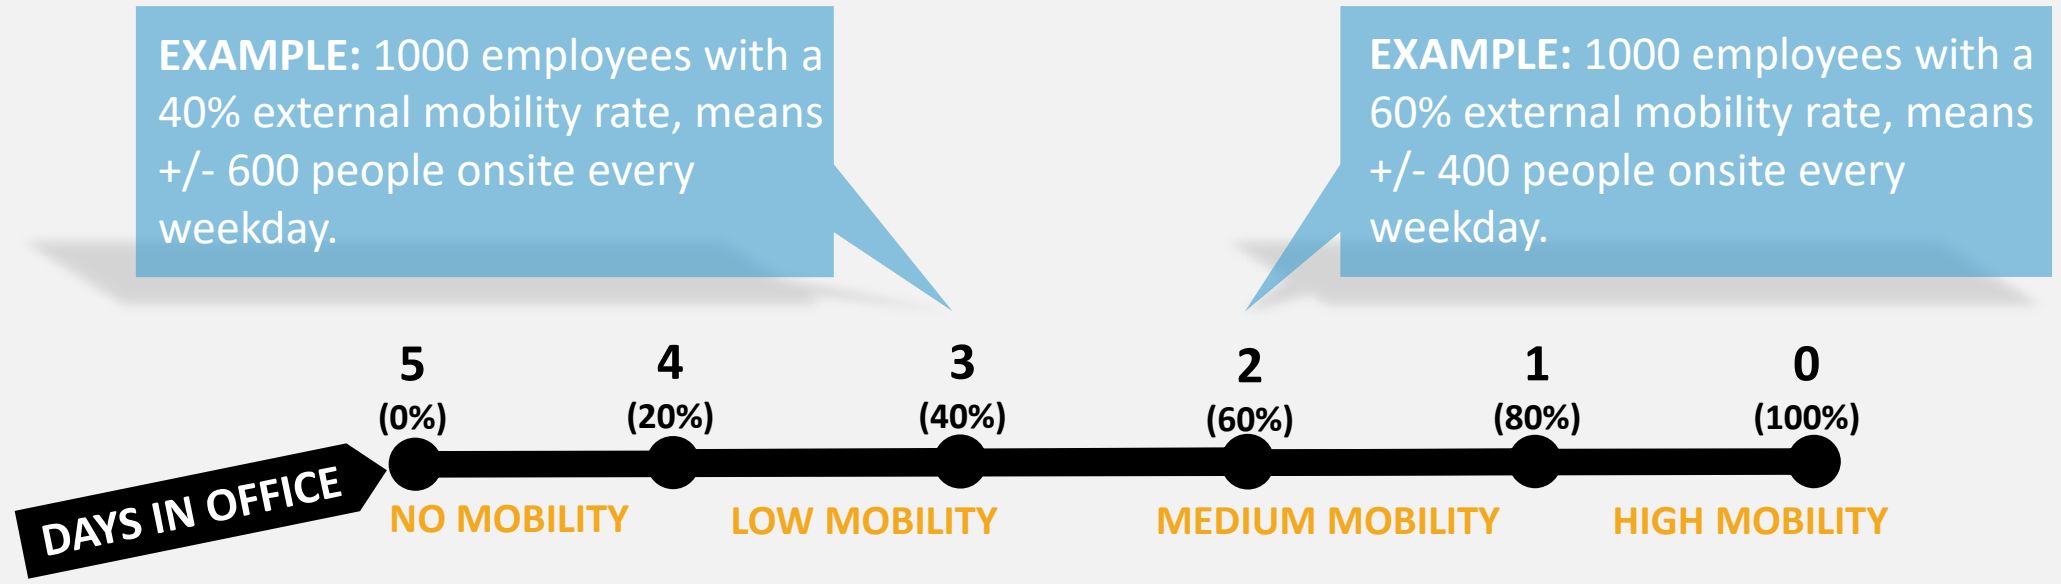 EXAMPLE: 1000 employees with a
40% external mobility rate, means
+/- 600 people onsite every
weekday.
EXAMPLE: 1000 employees with a
60% external mobility rate, means
+/- 400 people onsite every
weekday.
5 4 3 2 1 0
(0%) (20%) (40%) (60%) (80%) (100%)
DAYS IN OFFICE
NO MOBILITY LOW MOBILITY MEDIUM MOBILITY HIGH MOBILITY